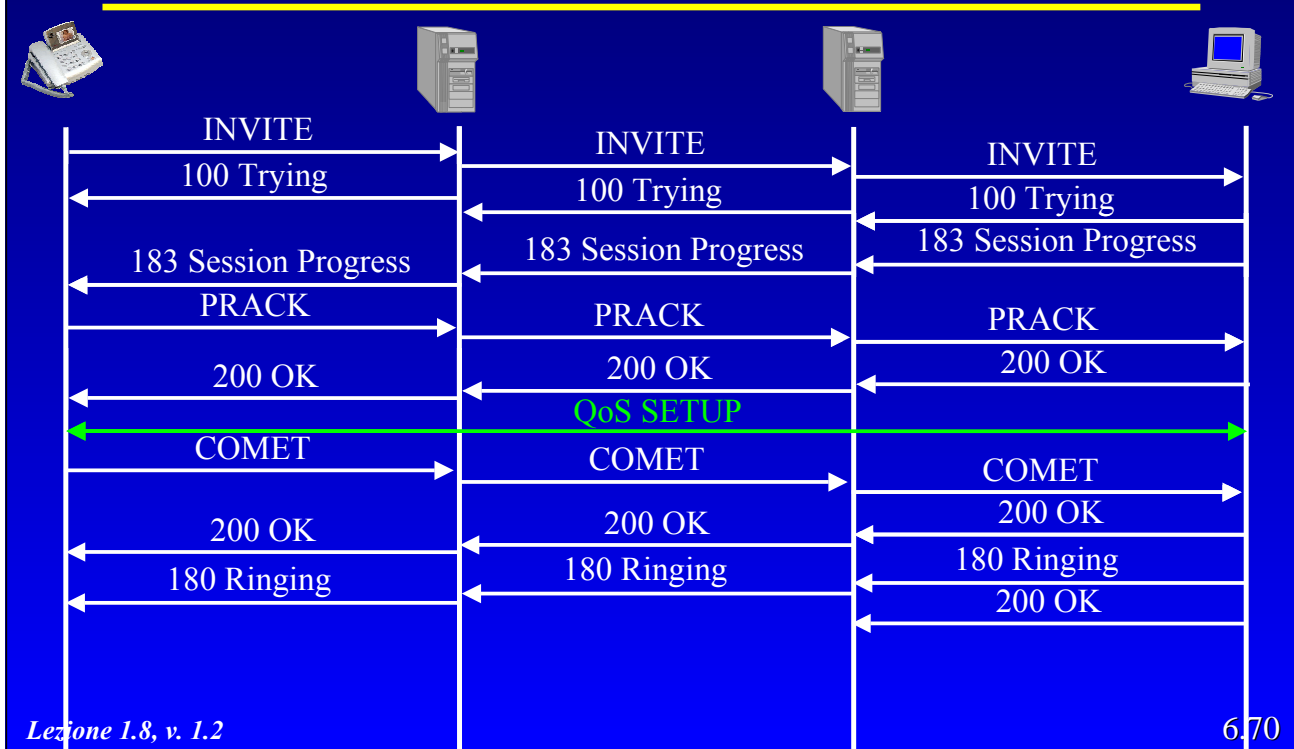 INVITE
INVITE
INVITE
100 Trying
100 Trying
100 Trying
183 Session Progress
183 Session Progress
183 Session Progress
PRACK
PRACK
PRACK
200 OK
200 OK
200 OK
QoS SETUP
COMET
COMET
COMET
200 OK
200 OK
200 OK
180 Ringing
180 Ringing
180 Ringing
200 OK
Lezione 1.8, v. 1.2
6.70